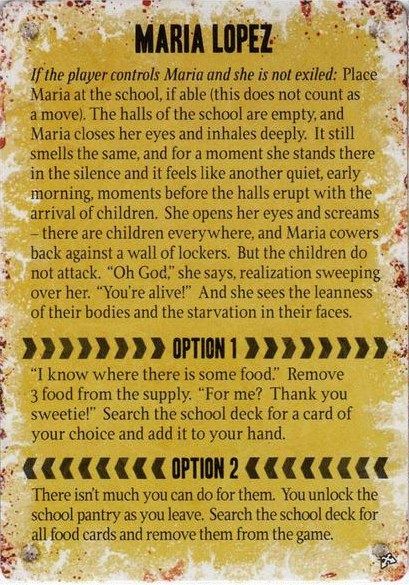 MARIA LOPEZ
If the player controls Maria and she is not exiled: Place
Maria at the school, if able (this does not count as
a move). The halls of the school are empty, and
Maria closes her eyes and inhales deeply. It still
smells the same, and for a moment she stands there
in the silence and it feels like another quiet, early
morning, moments before the halls erupt with the
arrival of children. She opens her eyes and screams
– there are children everywhere, and Maria cowers
back against a wall of lockers. But the children do
not attack. “Oh God,” she says, realization sweeping
over her. “You’re alive!” And she sees the leanness
of their bodies and the starvation in their faces.
OPTION 1
“I know where there is some food.” Remove
3 food from the supply. “For me? Thank you
sweetie!” Search the school deck for a card of
your choice and add it to your hand.
OPTION 2
There isn’t much you can do for them. You unlock the
school pantry as you leave. Search the school deck for
all food cards and remove them from the game.